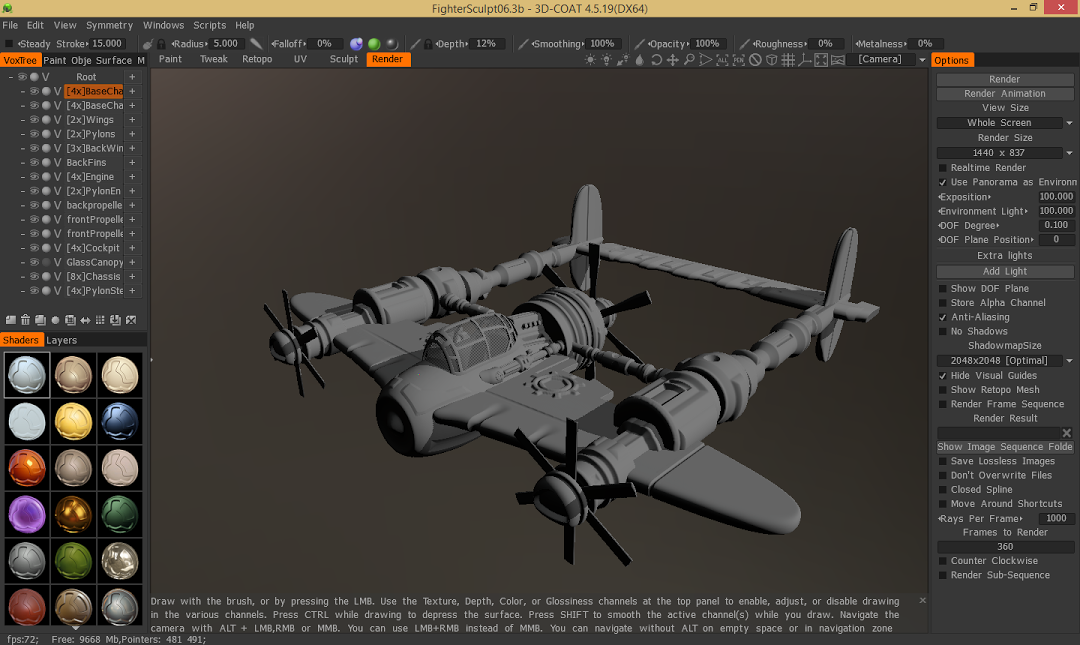 FighterSculpt06.3b - 3D-COAT 4.5.19(DX64)
File Edit View Symmetry Windows Scripts Help
Steady Stroke 15.000 Radius 5.000 Falloff 0% Depth 12% Smoothing 100% Opacity 100% Roughness 0% Metalness 0%
VoxTree Paint Obje Surface M
Paint Tweak Retopo UV Sculpt Render
[Camera]
Root
[4x]BaseCha
[4x]BaseCha
[2x]Wings
[2x]Pylons
[3x]BackWin
BackFins
[4x]Engine
[2x]PylonEn
backpropelle
frontPropelle
frontPropelle
[4x]Cockpit
GlassCanopy
[8x]Chassis
[4x]PylonSte
Shaders Layers
Options
Render
Render Animation
View Size
Whole Screen
Render Size
1440 x 837
Realtime Render
Use Panorama as Environm
Exposition 100.000
Environment Light 100.000
DOF Degree 0.100
DOF Plane Position 0
Extra lights
Add Light
Show DOF Plane
Store Alpha Channel
Anti-Aliasing
No Shadows
ShadowmapSize
2048x2048 [Optimal]
Hide Visual Guides
Show Retopo Mesh
Render Frame Sequence
Render Result
Show Image Sequence Folde
Save Lossless Images
Don't Overwrite Files
Closed Spline
Move Around Shortcuts
Rays Per Frame 1000
Frames to Render
360
Counter Clockwise
Render Sub-Sequence
Draw with the brush, or by pressing the LMB. Use the Texture, Depth, Color, or Glossiness channels at the top panel to enable, adjust, or disable drawing
in the various channels. Press CTRL while drawing to depress the surface. Press SHIFT to smooth the active channel(s) while you draw. Navigate the
camera with ALT + LMB,RMB or MMB. You can use LMB+RMB instead of MMB. You can navigate without ALT on empty space or in navigation zone
fps:72; Free: 9668 Mb,Pointers: 481 491;